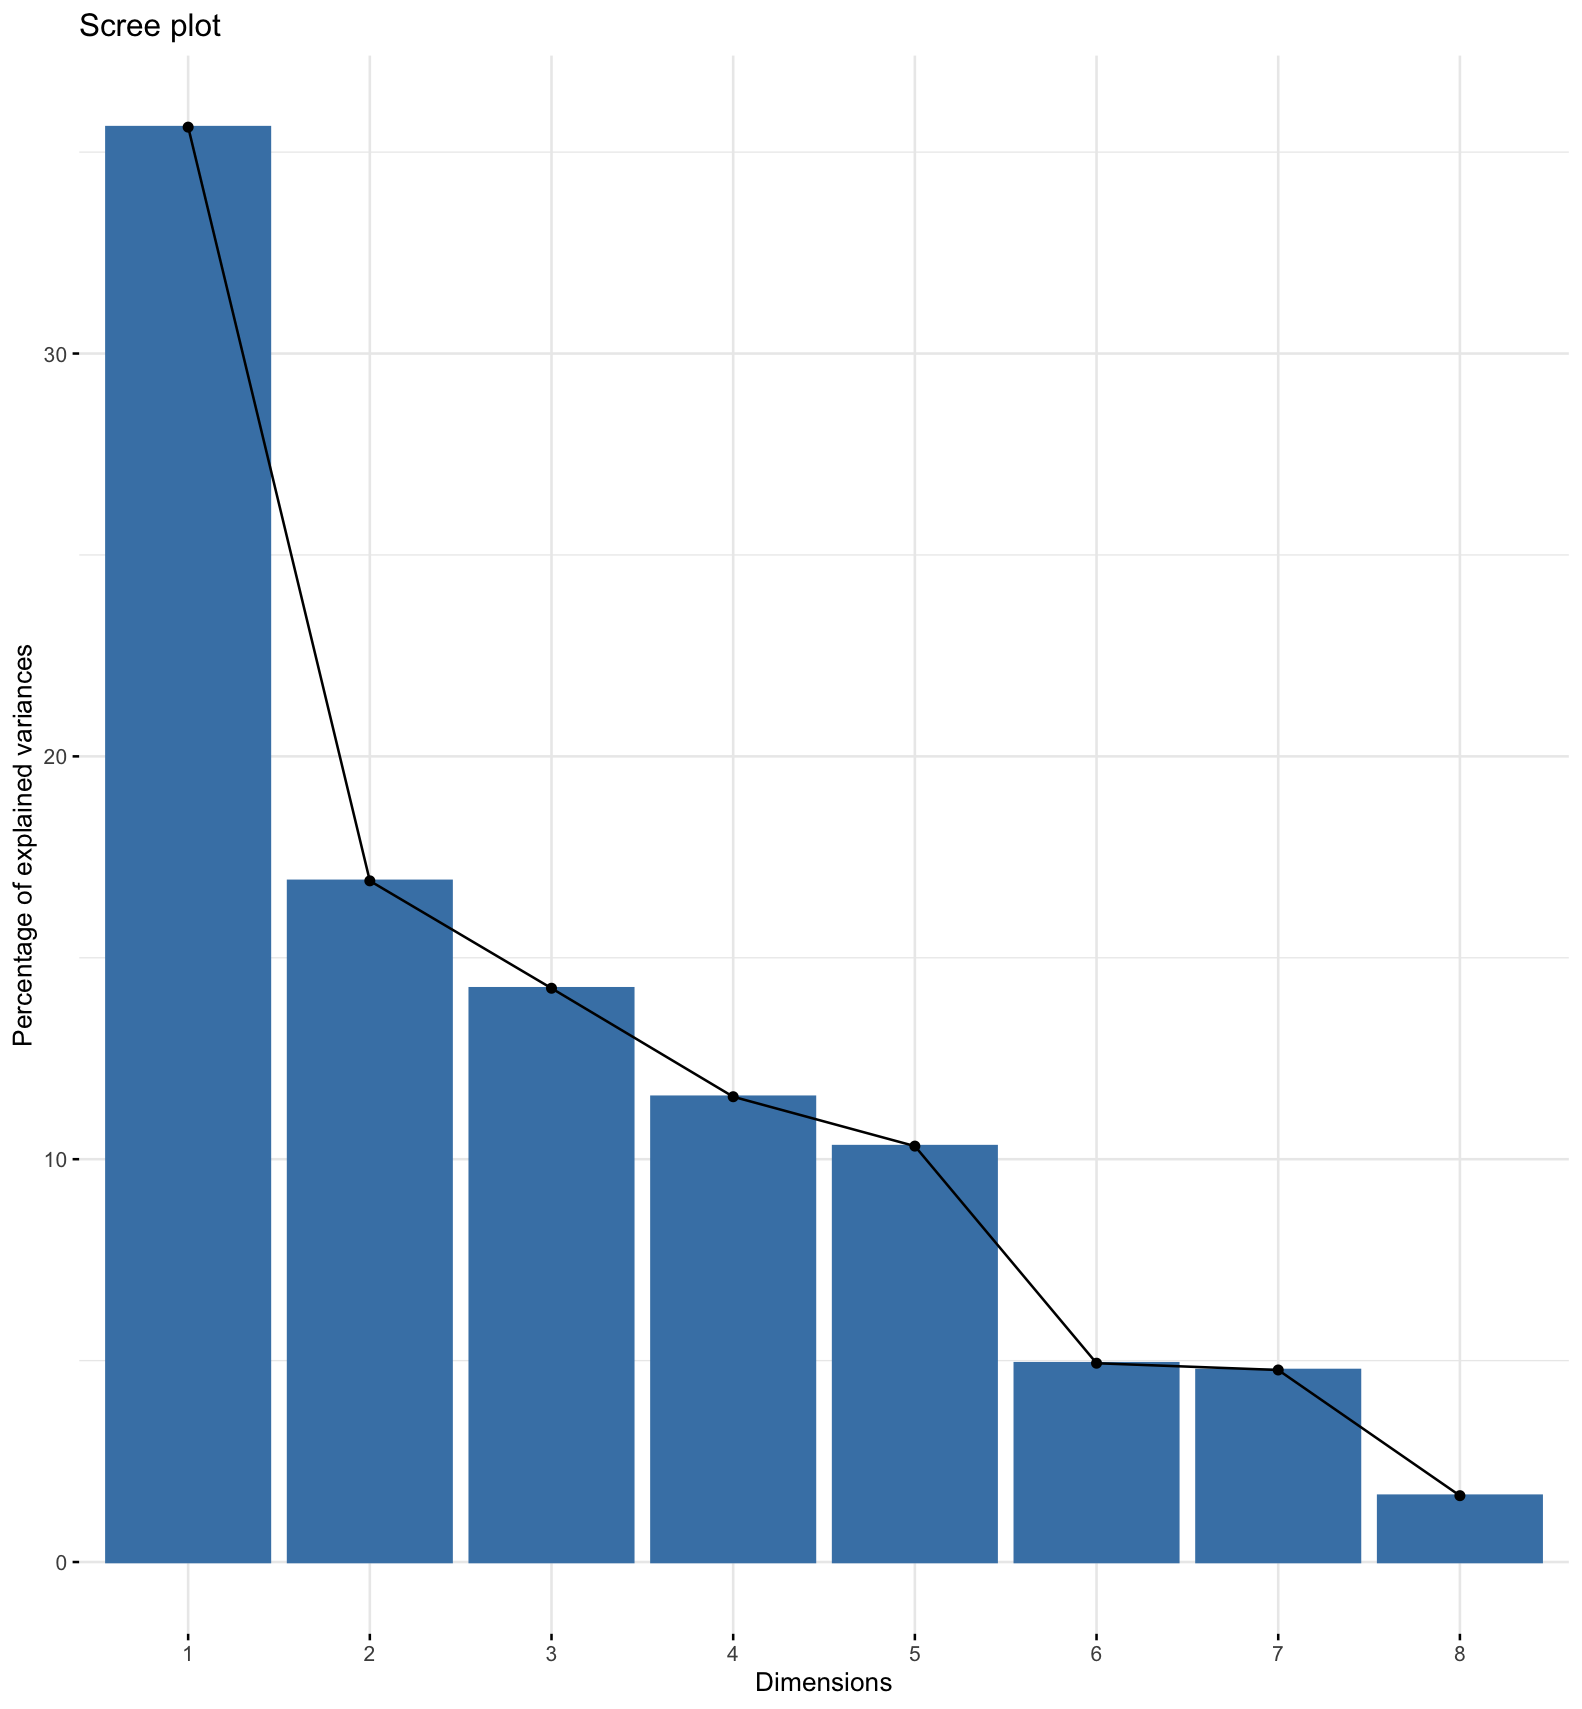 Scree plot
Percentage of explained variances
30
20
10
0
1 2 3 4 5 6 7 8
Dimensions